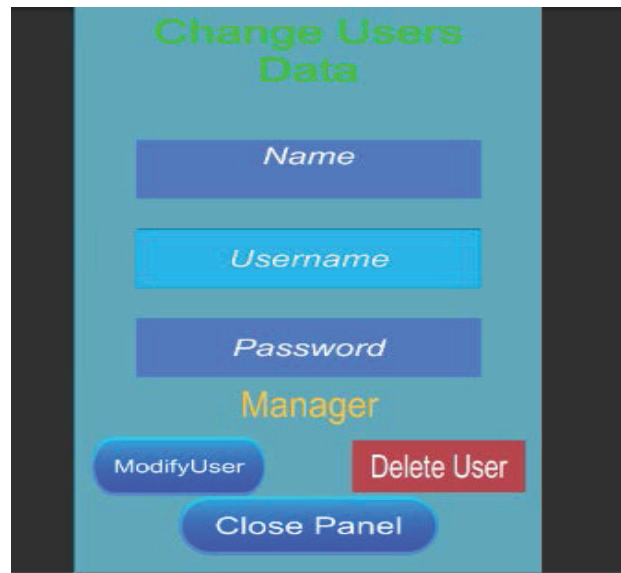 Change Users
Data
Name
Username
Password
Manager
ModifyUser
Delete User
Close Panel